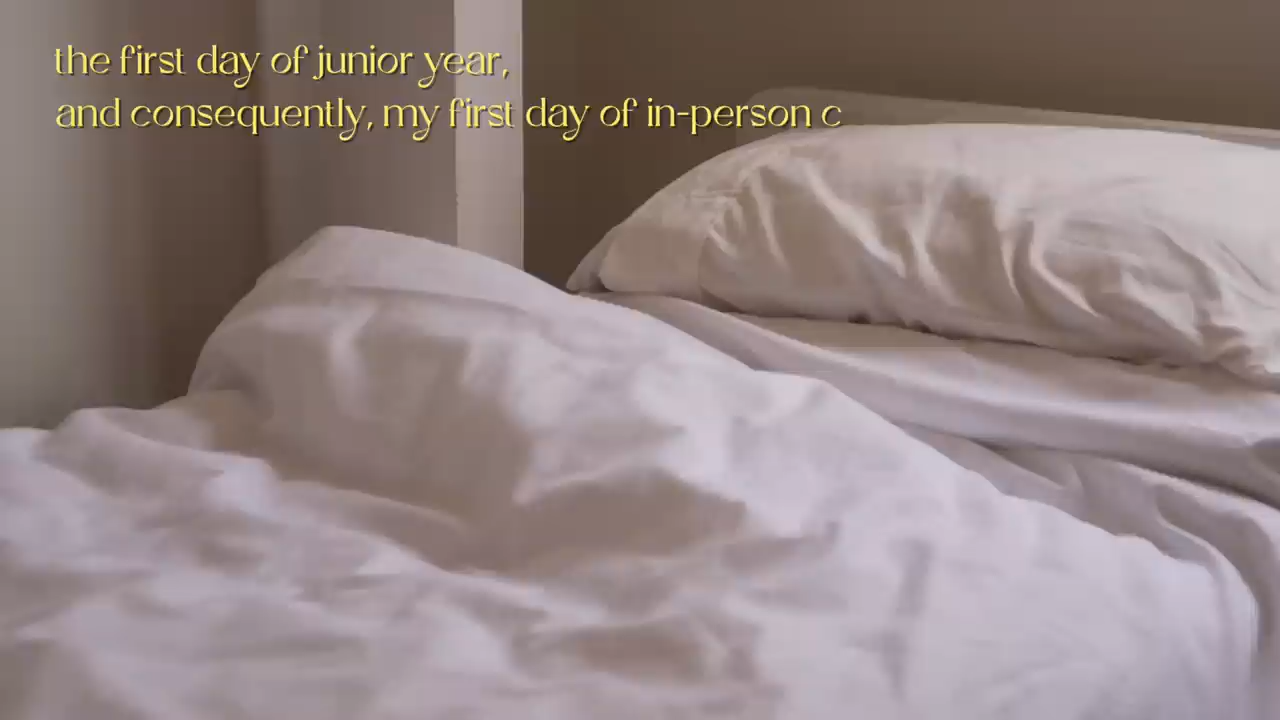 the first day of junior year,
and consequently, my first day of in-person c